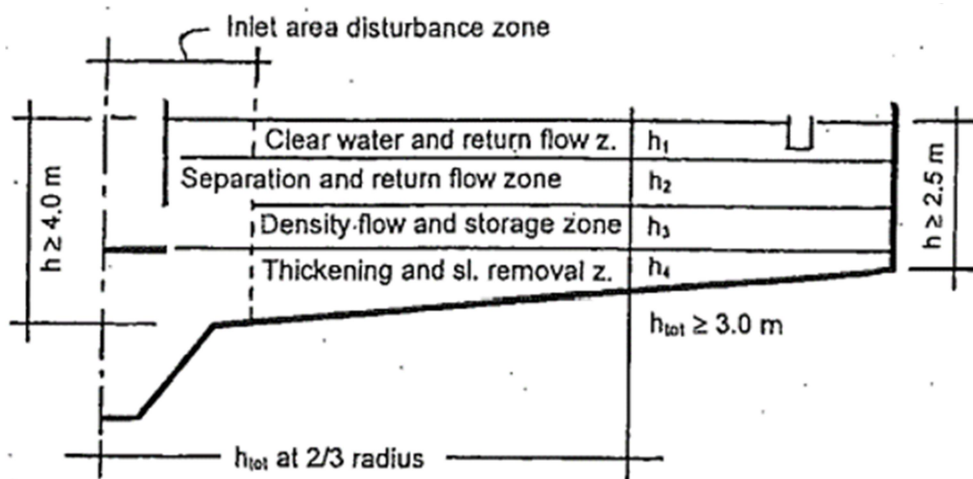 Inlet area disturbance zone
Clear water and return flow z. h₁
Separation and return flow zone h₂
Density flow and storage zone h₃
Thickening and sl. removal z. h₄
h ≥ 4.0 m
h ≥ 2.5 m
hₜₒₜ ≥ 3.0 m
hₜₒₜ at 2/3 radius